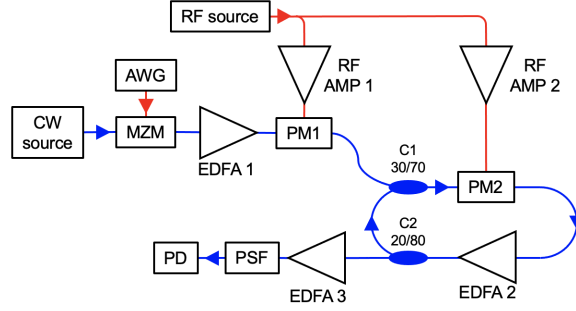 RF source
AWG
RF
AMP 1
RF
AMP 2
CW
source
MZM
EDFA 1
PM1
C1
30/70
PM2
C2
20/80
PD
PSF
EDFA 3
EDFA 2